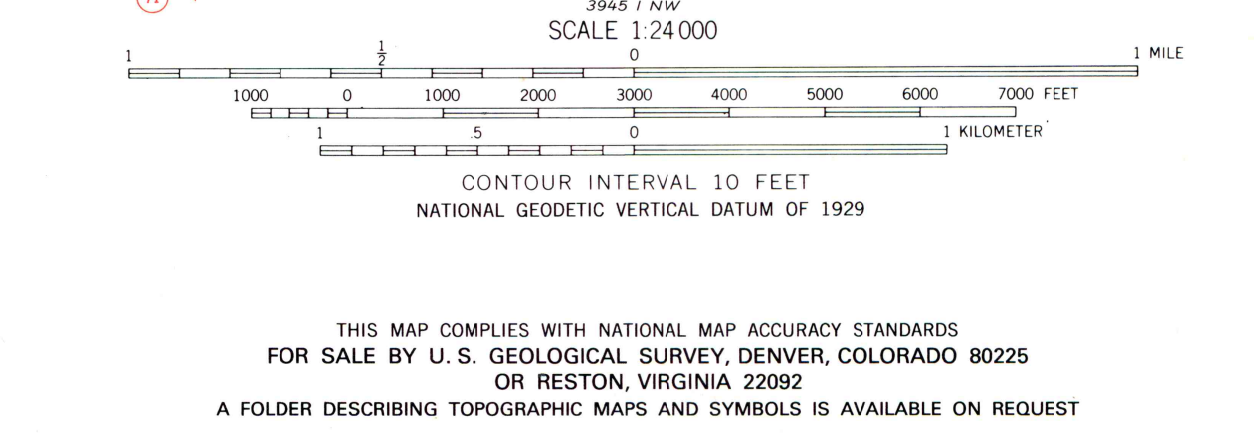 3945 I NW
SCALE 1:24 000
1 1/2 0 1 MILE
1000 0 1000 2000 3000 4000 5000 6000 7000 FEET
1 .5 0 1 KILOMETER
CONTOUR INTERVAL 10 FEET
NATIONAL GEODETIC VERTICAL DATUM OF 1929
THIS MAP COMPLIES WITH NATIONAL MAP ACCURACY STANDARDS
FOR SALE BY U. S. GEOLOGICAL SURVEY, DENVER, COLORADO 80225
OR RESTON, VIRGINIA 22092
A FOLDER DESCRIBING TOPOGRAPHIC MAPS AND SYMBOLS IS AVAILABLE ON REQUEST